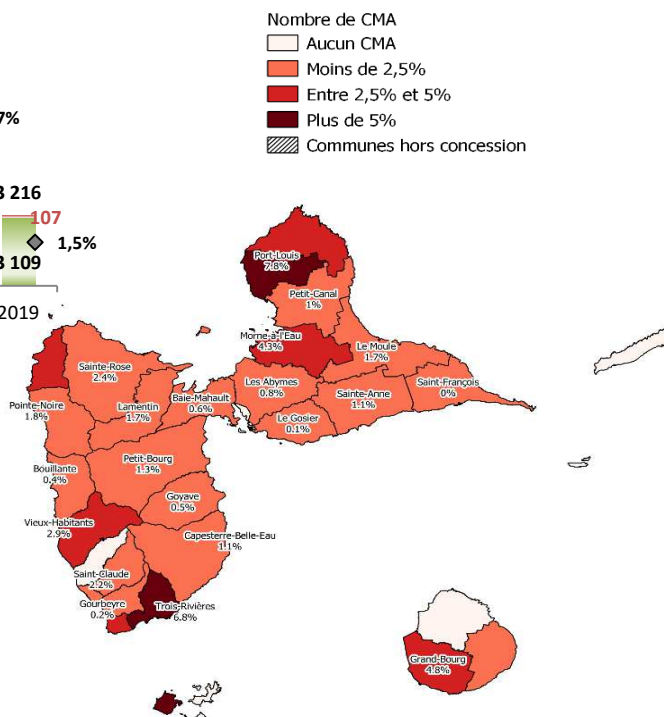 Nombre de CMA
Aucun CMA
Moins de 2,5%
Entre 2,5% et 5%
Plus de 5%
Communes hors concession
7%
3 216
107
1,5%
3 109
2019
Port-Louis
7.8%
Petit-Canal
1%
Morne-à-l'Eau
4.3%
Le Moule
1.7%
Sainte-Rose
2.4%
Les Abymes
0.8%
Saint-François
0%
Sainte-Anne
1.1%
Baie-Mahault
0.6%
Lamentin
1.7%
Pointe-Noire
1.8%
Le Gosier
0.1%
Petit-Bourg
1.3%
Bouillante
0.4%
Goyave
0.5%
Vieux-Habitants
2.9%
Capesterre-Belle-Eau
1.1%
Saint-Claude
2.2%
Gourbeyre
0.2%
Trois-Rivières
6.8%
Grand-Bourg
4.8%